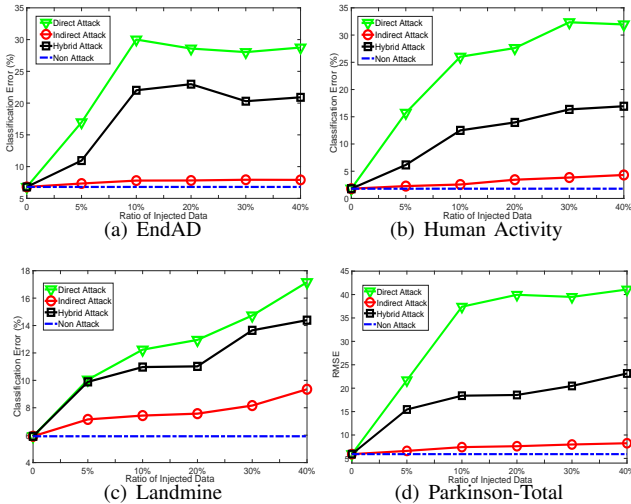 35
30
25
20
15
10
5
Classification Error (%)
Direct Attack
Indirect Attack
Hybrid Attack
Non Attack
0
5%
10%
20%
30%
40%
Ratio of Injected Data
(a) EndAD
35
30
25
20
15
10
5
0
Classification Error (%)
Direct Attack
Indirect Attack
Hybrid Attack
Non Attack
0
5%
10%
20%
30%
40%
Ratio of Injected Data
(b) Human Activity
18
16
14
12
10
8
6
4
Classification Error (%)
Direct Attack
Indirect Attack
Hybrid Attack
Non Attack
0
5%
10%
20%
30%
40%
Ratio of Injected Data
(c) Landmine
45
40
35
30
25
20
15
10
5
RMSE
Direct Attack
Indirect Attack
Hybrid Attack
Non Attack
0
5%
10%
20%
30%
40%
Ratio of Injected Data
(d) Parkinson-Total